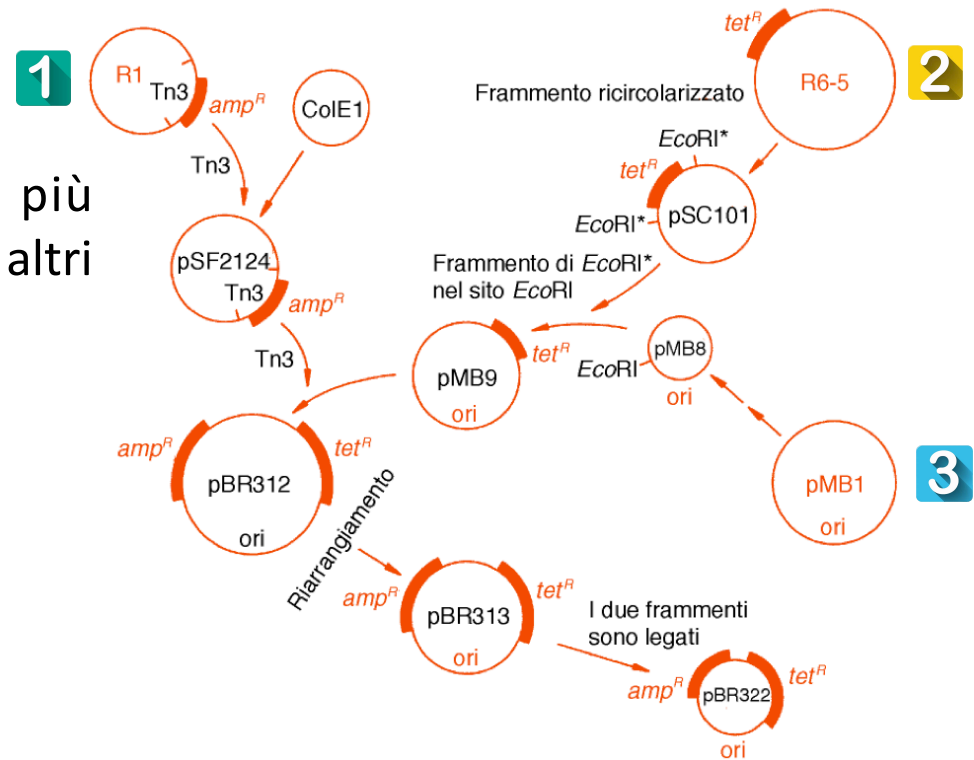 1
R1
Tn3
amp^R
ColE1
Tn3
più
altri
pSF2124
Tn3
amp^R
Tn3
tet^R
R6-5
2
Frammento ricircolarizzato
EcoRI*
tet^R
pSC101
EcoRI*
Frammento di EcoRI*
nel sito EcoRI
tet^R
pMB9
ori
pMB8
EcoRI
ori
3
pMB1
ori
amp^R
tet^R
pBR312
ori
Riarrangiamento
amp^R
tet^R
pBR313
ori
I due frammenti
sono legati
amp^R
tet^R
pBR322
ori